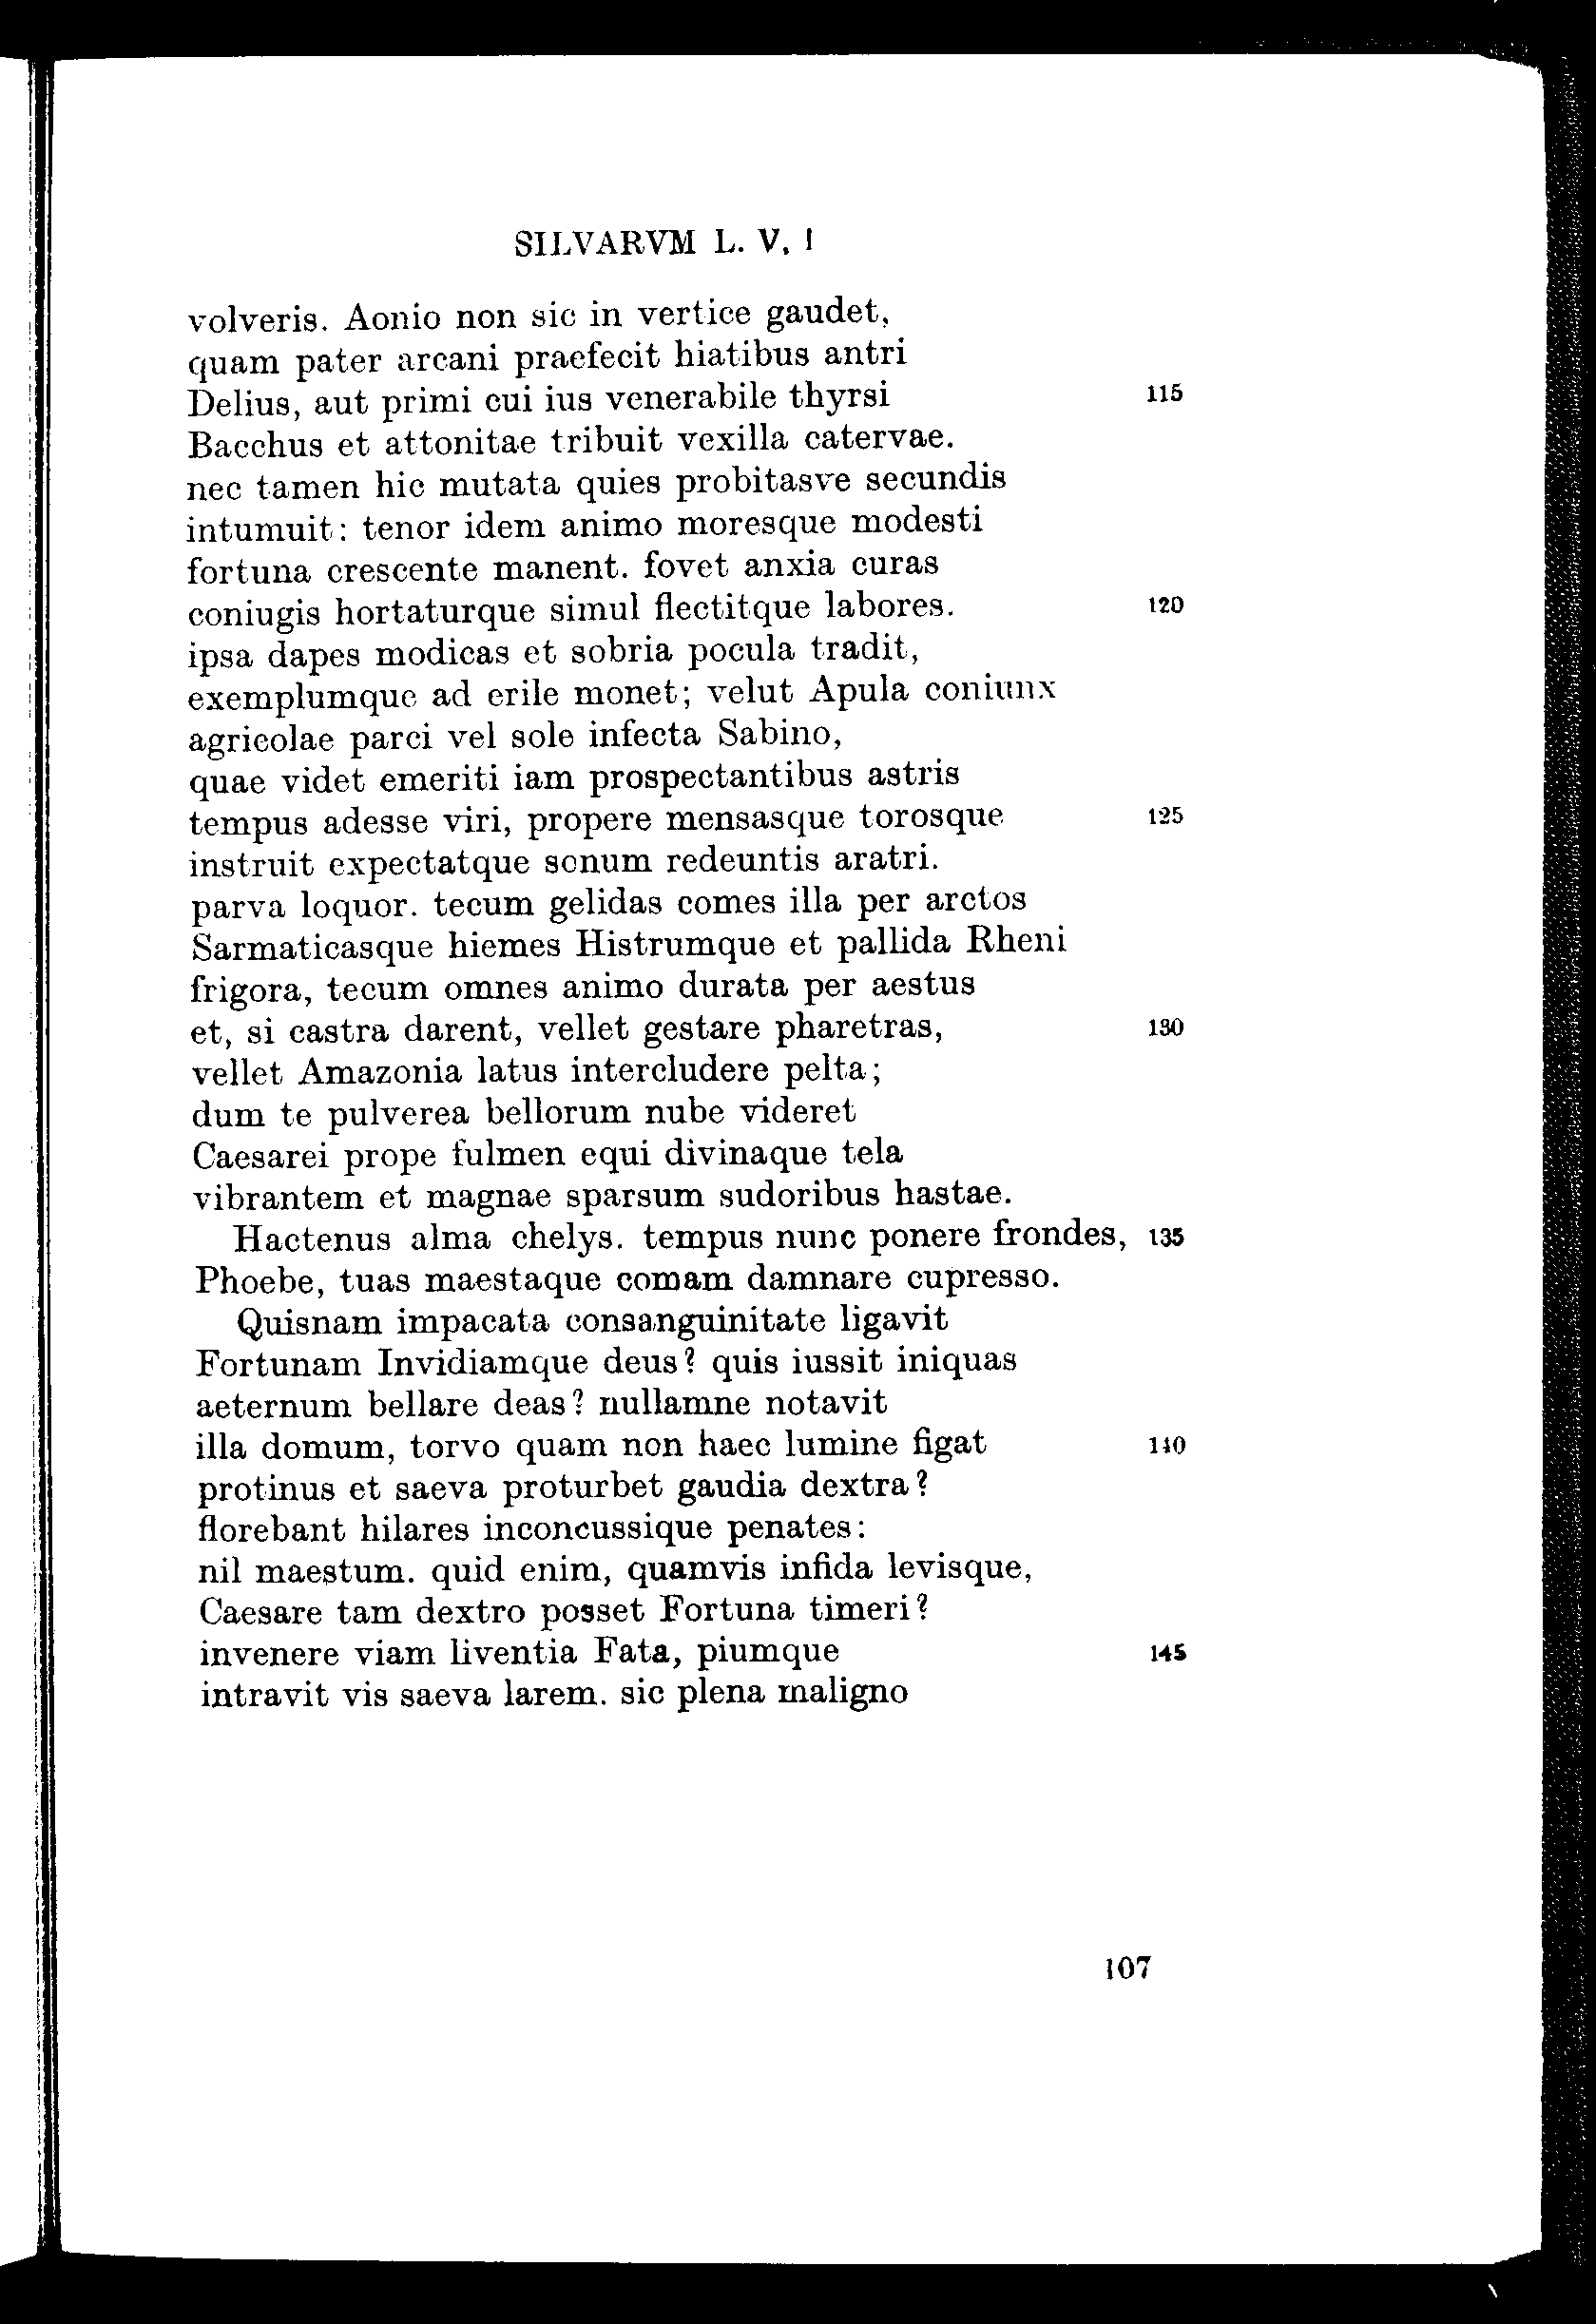 SILVARVM L. V, I
volveris. Aonio non sic in vertice gaudet,
quam pater arcani praefecit hiatibus antri
Delius, aut primi cui ius venerabile thyrsi 115
Bacchus et attonitae tribuit vexilla catervae.
nec tamen hic mutata quies probitasve secundis
intumuit: tenor idem animo moresque modesti
fortuna crescente manent. fovet anxia curas
coniugis hortaturque simul flectitque labores. 120
ipsa dapes modicas et sobria pocula tradit,
exemplumque ad erile monet; velut Apula coniunx
agricolae parci vel sole infecta Sabino,
quae videt emeriti iam prospectantibus astris
tempus adesse viri, propere mensasque torosque 125
instruit expectatque sonum redeuntis aratri.
parva loquor. tecum gelidas comes illa per arctos
Sarmaticasque hiemes Histrumque et pallida Rheni
frigora, tecum omnes animo durata per aestus
et, si castra darent, vellet gestare pharetras, 130
vellet Amazonia latus intercludere pelta;
dum te pulverea bellorum nube videret
Caesarei prope fulmen equi divinaque tela
vibrantem et magnae sparsum sudoribus hastae.
Hactenus alma chelys. tempus nunc ponere frondes, 135
Phoebe, tuas maestaque comam damnare cupresso.
Quisnam impacata consanguinitate ligavit
Fortunam Invidiamque deus? quis iussit iniquas
aeternum bellare deas? nullamne notavit
illa domum, torvo quam non haec lumine figat 140
protinus et saeva proturbet gaudia dextra?
florebant hilares inconcussique penates:
nil maestum. quid enim, quamvis infida levisque,
Caesare tam dextro posset Fortuna timeri?
invenere viam liventia Fata, piumque 145
intravit vis saeva larem. sic plena maligno
107